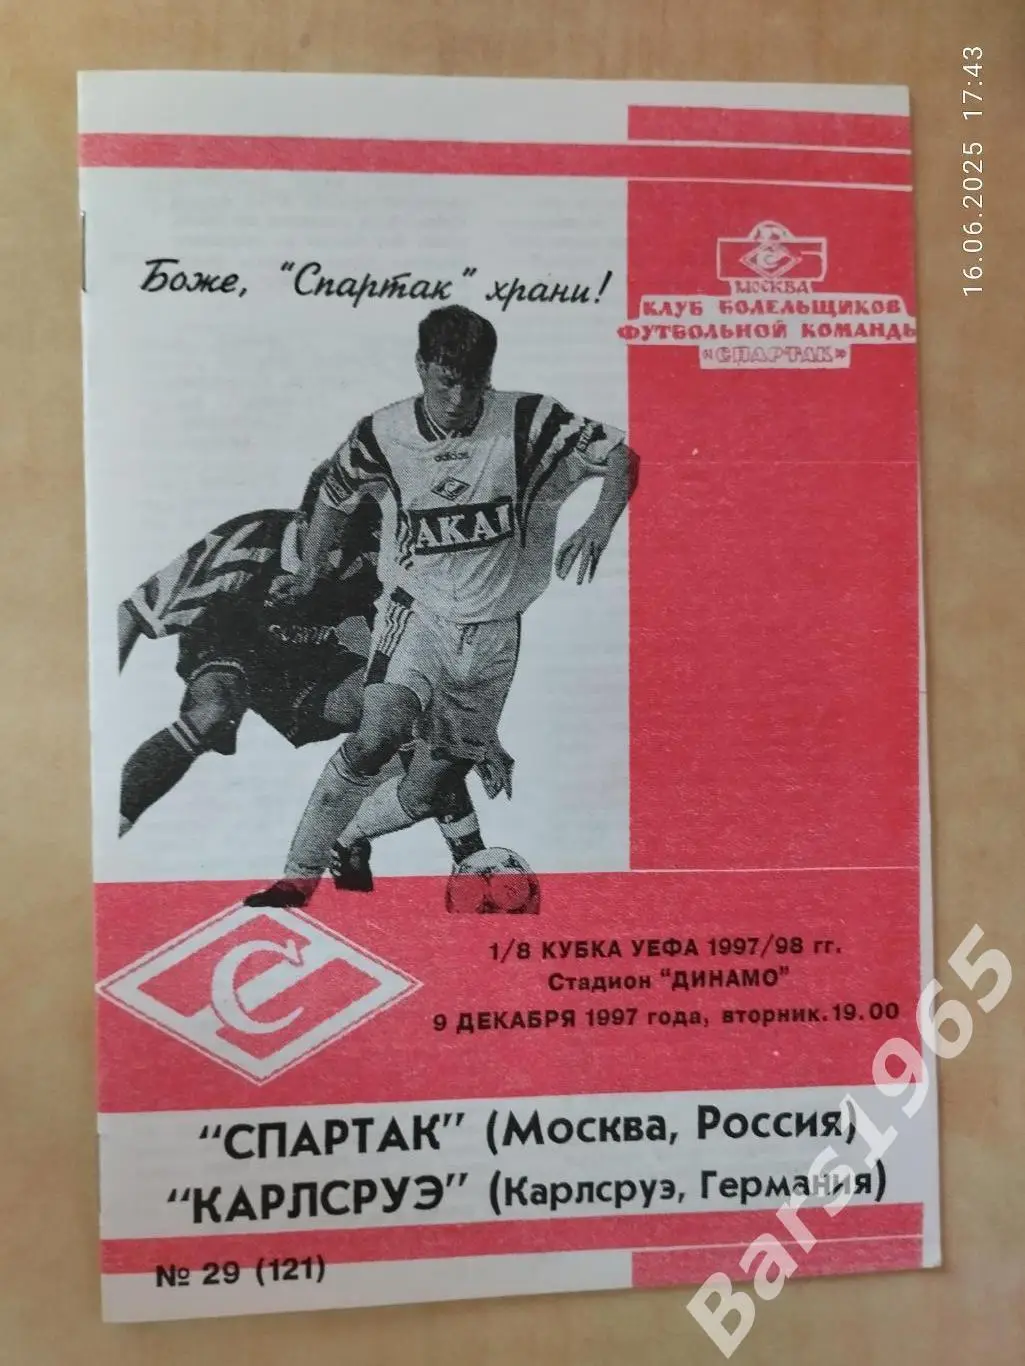 16.06.2025 17:43
Боже, "Спартак" храни!
МОСКВА
КЛУБ БОЛЕЛЬЩИКОВ
ФУТБОЛЬНОЙ КОМАНДЫ
«СПАРТАК»
adidas
AKAI
1/8 КУБКА УЕФА 1997/98 гг.
Стадион "ДИНАМО"
9 ДЕКАБРЯ 1997 года, вторник. 19.00
"СПАРТАК" (Москва, Россия)
"КАРЛСРУЭ" (Карлсруэ, Германия)
№ 29 (121)
Bars1965